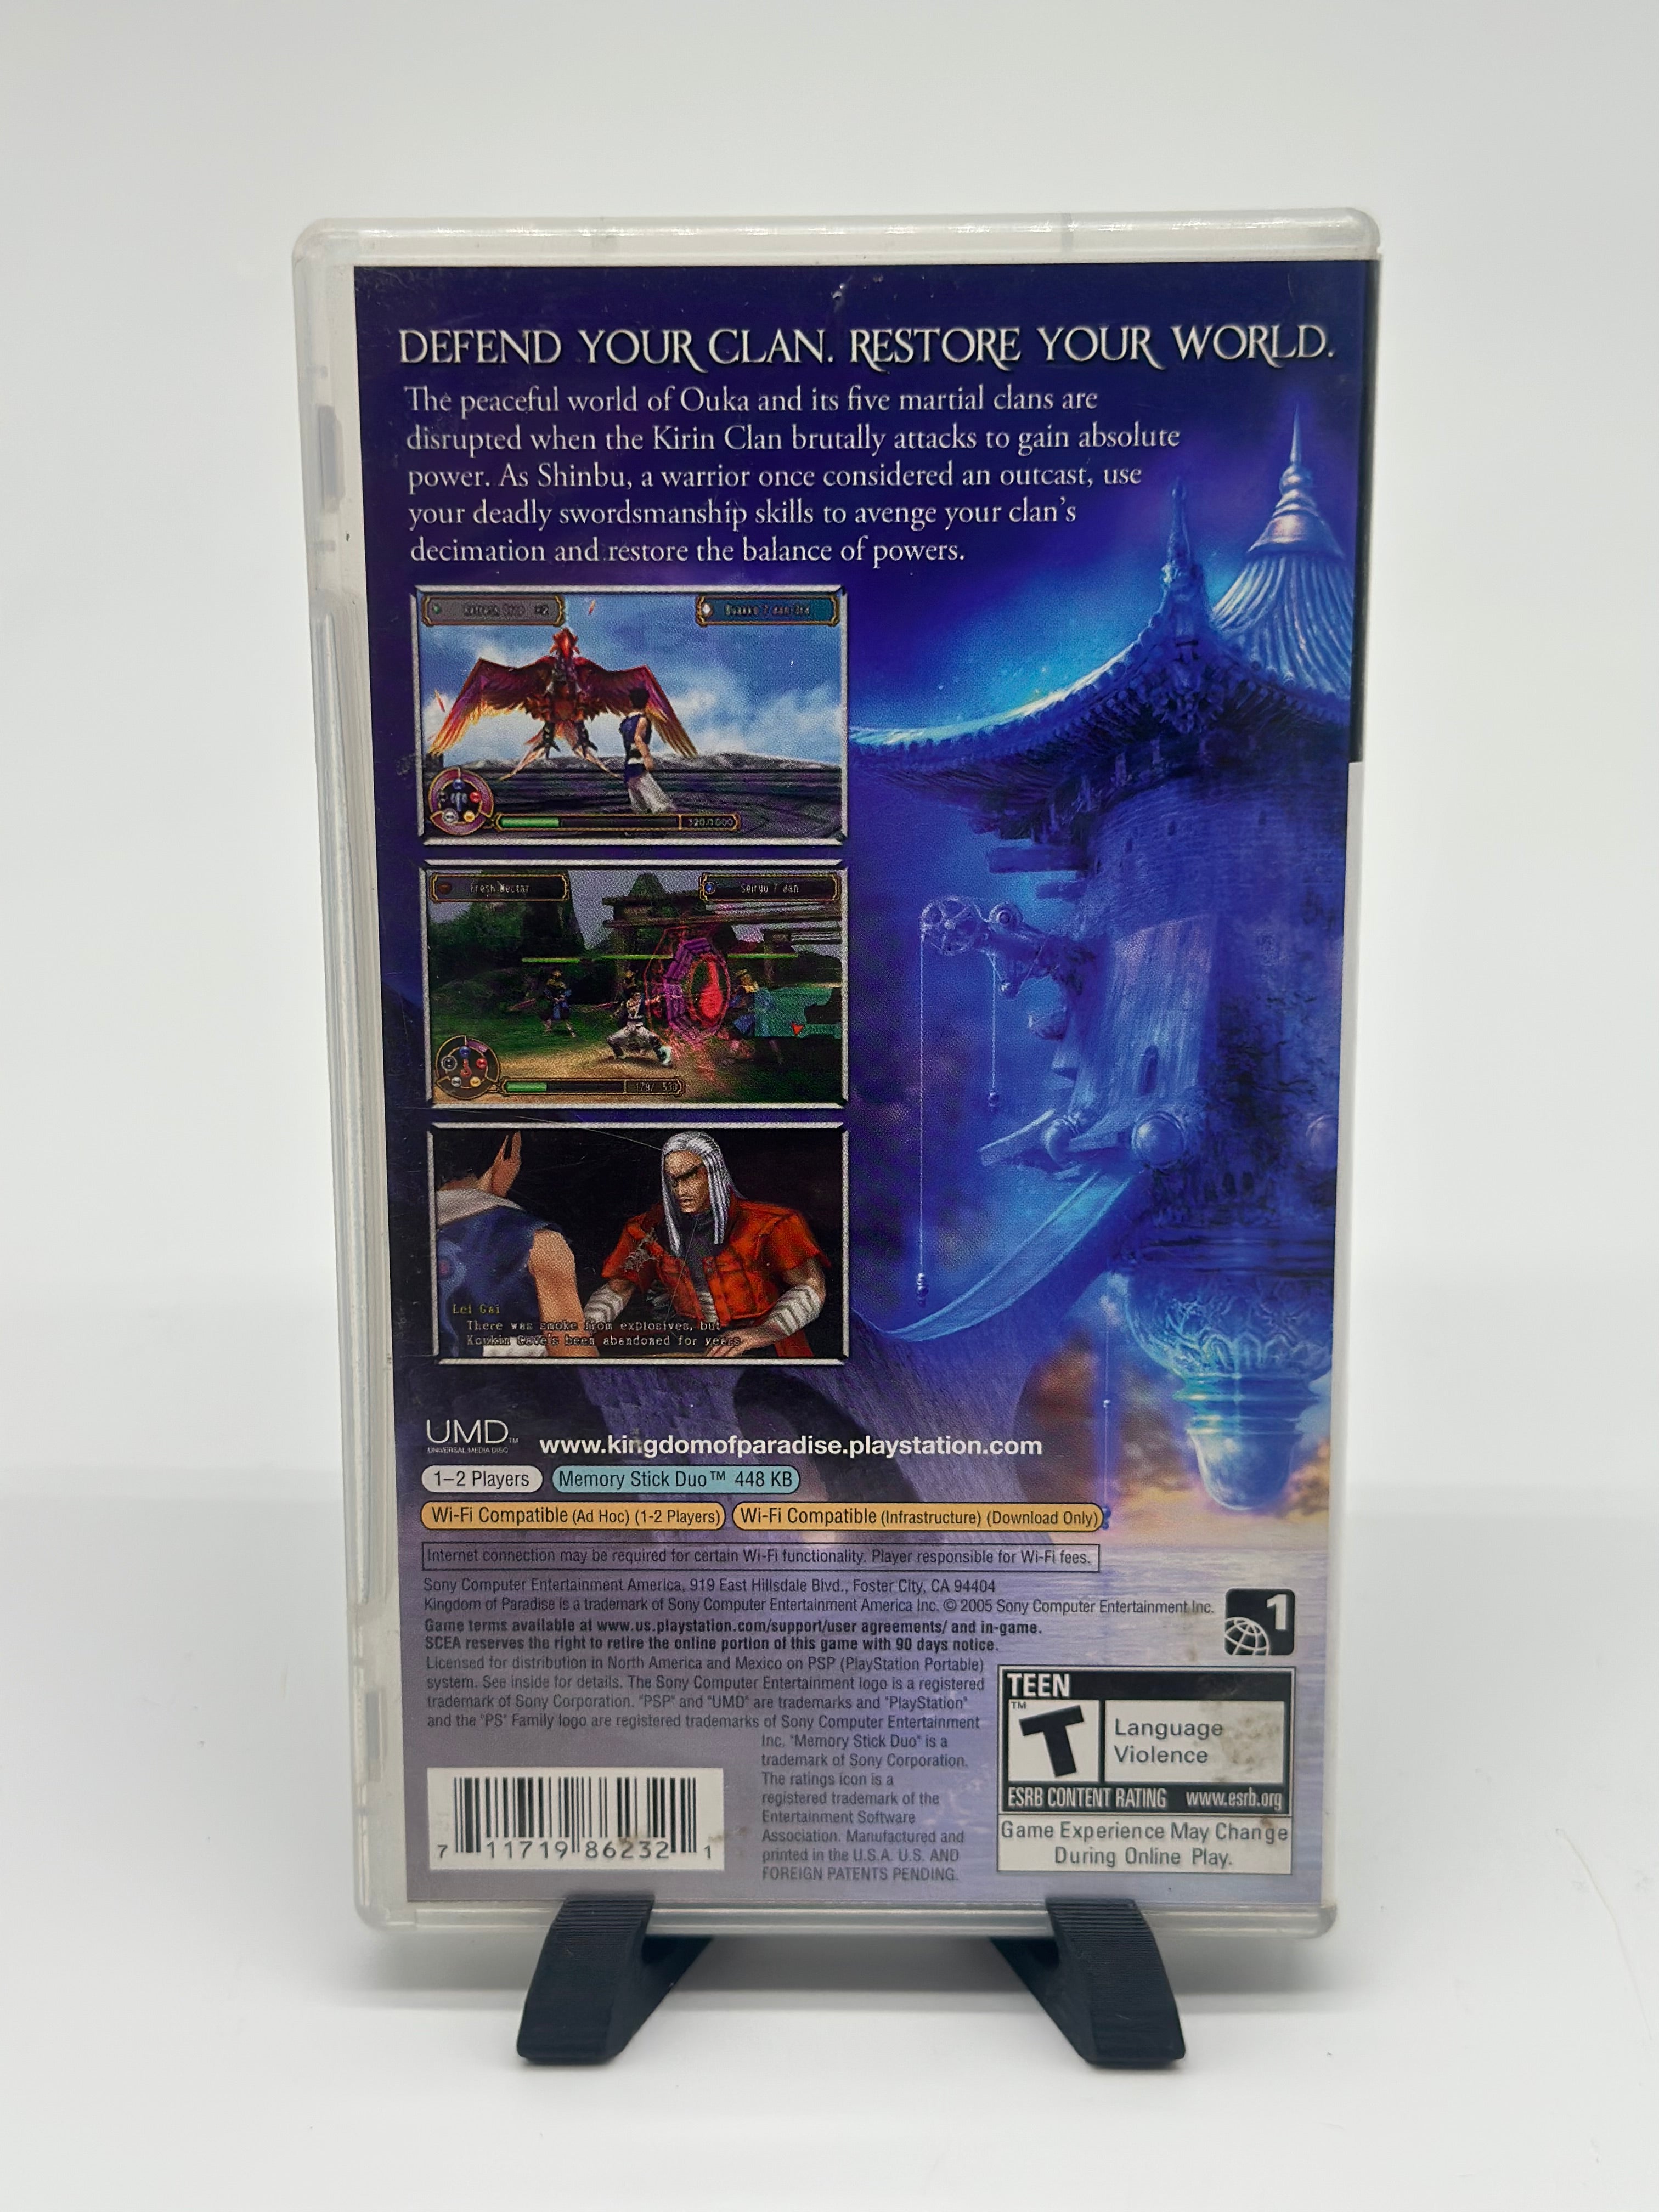 DEFEND YOUR CLAN. RESTORE YOUR WORLD.
The peaceful world of Ouka and its five martial clans are
disrupted when the Kirin Clan brutally attacks to gain absolute
power. As Shinbu, a warrior once considered an outcast, use
your deadly swordsmanship skills to avenge your clan's
decimation and restore the balance of powers.
320/1000
Fresh Nectar
Seiryu 7 dan
179/ 530
Lei Gai
There was smoke from explosives, but
Koukin Cave's been abandoned for years
UMD™
UNIVERSAL MEDIA DISC
www.kingdomofparadise.playstation.com
1–2 Players
Memory Stick Duo™ 448 KB
Wi-Fi Compatible (Ad Hoc) (1-2 Players)
Wi-Fi Compatible (Infrastructure) (Download Only)
Internet connection may be required for certain Wi-Fi functionality. Player responsible for Wi-Fi fees.
Sony Computer Entertainment America, 919 East Hillsdale Blvd., Foster City, CA 94404
Kingdom of Paradise is a trademark of Sony Computer Entertainment America Inc. © 2005 Sony Computer Entertainment Inc.
Game terms available at www.us.playstation.com/support/user agreements/ and in-game.
SCEA reserves the right to retire the online portion of this game with 90 days notice.
Licensed for distribution in North America and Mexico on PSP (PlayStation Portable)
system. See inside for details. The Sony Computer Entertainment logo is a registered
trademark of Sony Corporation. "PSP" and "UMD" are trademarks and "PlayStation"
and the "PS" Family logo are registered trademarks of Sony Computer Entertainment
Inc. "Memory Stick Duo" is a
trademark of Sony Corporation.
The ratings icon is a
registered trademark of the
Entertainment Software
Association. Manufactured and
printed in the U.S.A. U.S. AND
FOREIGN PATENTS PENDING.
1
TEEN
T™
Language
Violence
ESRB CONTENT RATING www.esrb.org
Game Experience May Change
During Online Play.
7 11719 86232 1